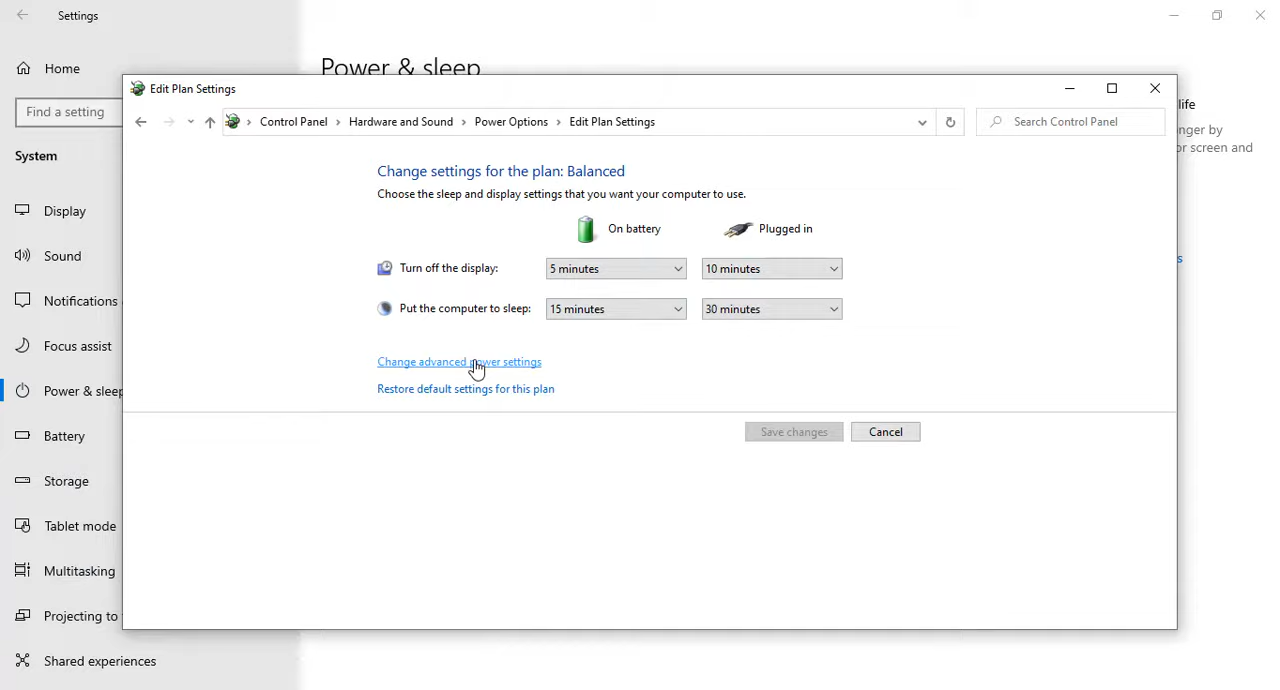 Settings
Home
Find a setting
System
Display
Sound
Notifications
Focus assist
Power & sleep
Battery
Storage
Tablet mode
Multitasking
Projecting to
Shared experiences
Power & sleep
life
nger by
or screen and
s
Edit Plan Settings
Control Panel > Hardware and Sound > Power Options > Edit Plan Settings
Search Control Panel
Change settings for the plan: Balanced
Choose the sleep and display settings that you want your computer to use.
On battery Plugged in
Turn off the display: 5 minutes 10 minutes
Put the computer to sleep: 15 minutes 30 minutes
Change advanced power settings
Restore default settings for this plan
Save changes Cancel